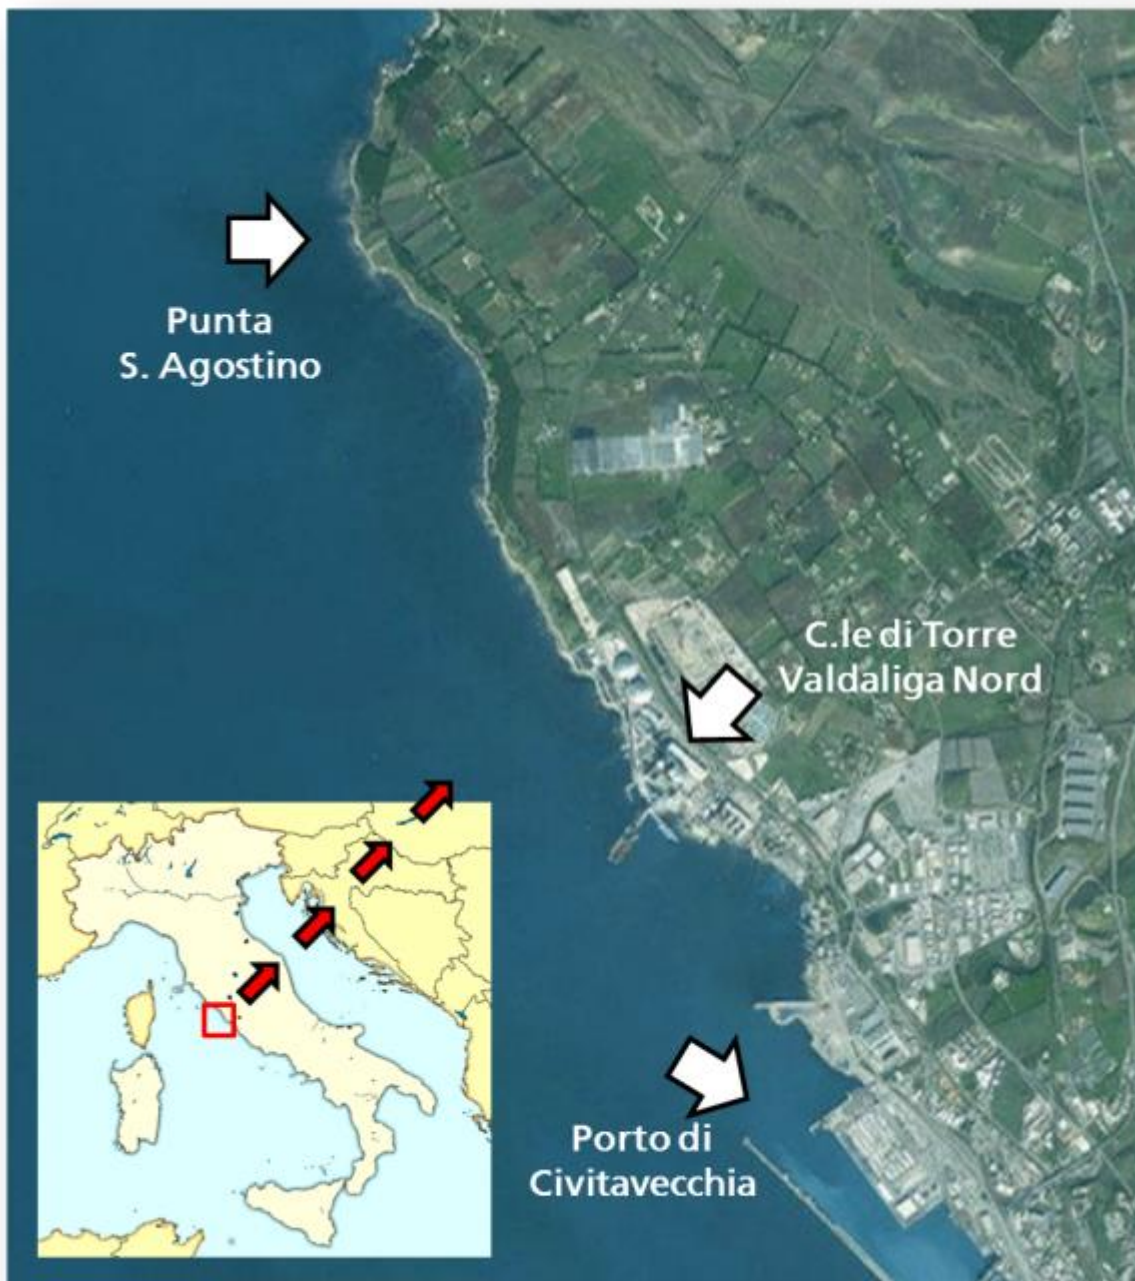 Punta
S. Agostino
C.le di Torre
Valdaliga Nord
Porto di
Civitavecchia